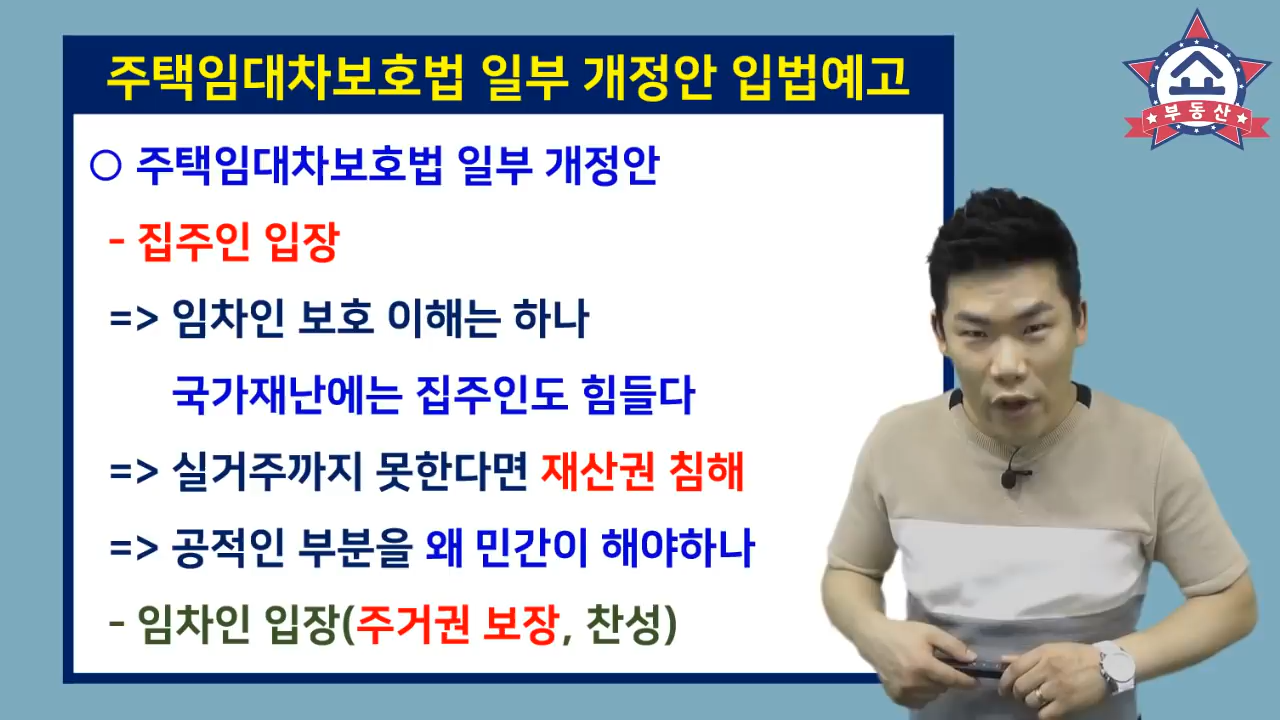 주택임대차보호법 일부 개정안 입법예고
부동산
○ 주택임대차보호법 일부 개정안
- 집주인 입장
=> 임차인 보호 이해는 하나
국가재난에는 집주인도 힘들다
=> 실거주까지 못한다면 재산권 침해
=> 공적인 부분을 왜 민간이 해야하나
- 임차인 입장(주거권 보장, 찬성)